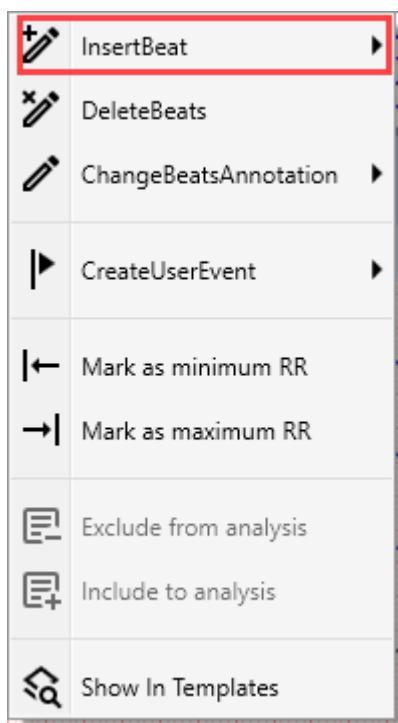 InsertBeat
DeleteBeats
ChangeBeatsAnnotation
CreateUserEvent
Mark as minimum RR
Mark as maximum RR
Exclude from analysis
Include to analysis
Show In Templates